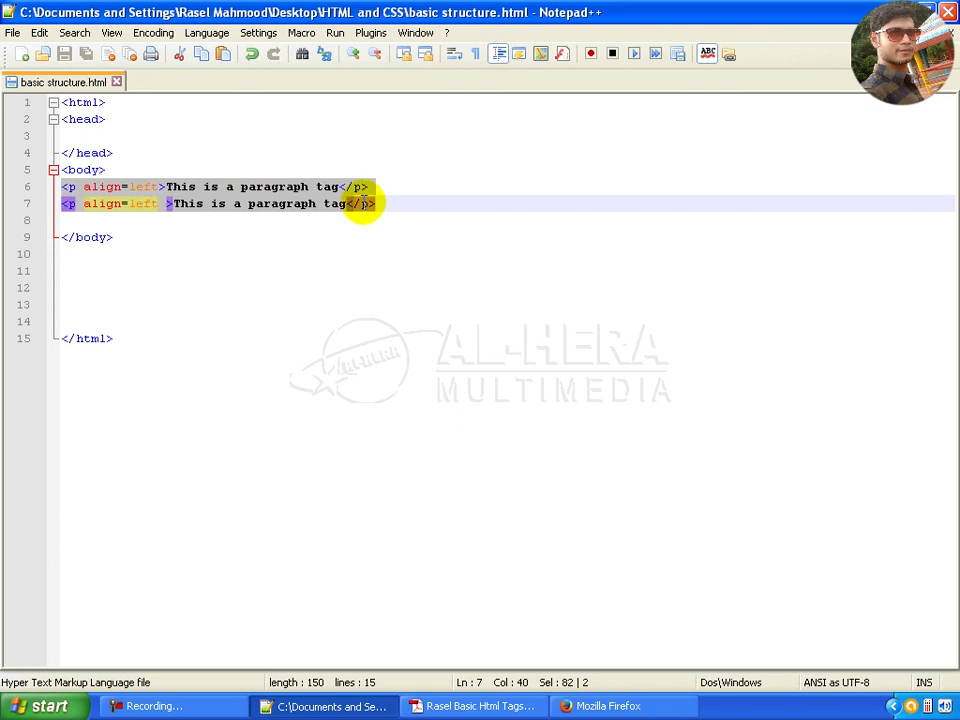 C:\Documents and Settings\Rasel Mahmood\Desktop\HTML and CSS\basic structure.html - Notepad++
File Edit Search View Encoding Language Settings Macro Run Plugins Window ?
ABC
basic structure.html
1 <html>
2 <head>
3
4 </head>
5 <body>
6 <p align=left>This is a paragraph tag</p>
7 <p align=left >This is a paragraph tag</p>
8
9 </body>
10
11
12
13
14
15 </html>
AL-HERA
AL-HERA
MULTIMEDIA
Hyper Text Markup Language file length : 150 lines : 15 Ln : 7 Col : 40 Sel : 82 | 2 Dos\Windows ANSI as UTF-8 INS
start Recording... C:\Documents and Se... Rasel Basic Html Tags... Mozilla Firefox